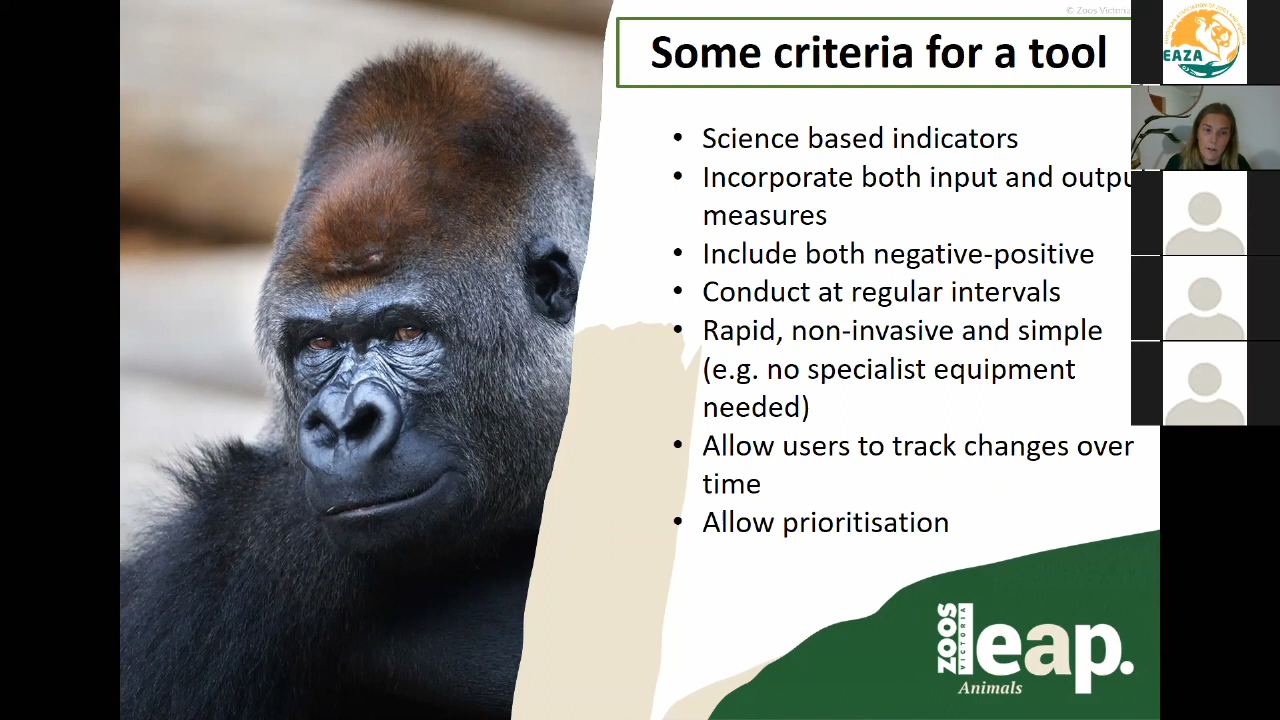 © Zoos Victoria
Some criteria for a tool
• Science based indicators
• Incorporate both input and outpu
measures
• Include both negative-positive
• Conduct at regular intervals
• Rapid, non-invasive and simple
(e.g. no specialist equipment
needed)
• Allow users to track changes over
time
• Allow prioritisation
ZOOS
VICTORIA
leap.
Animals
EAZA